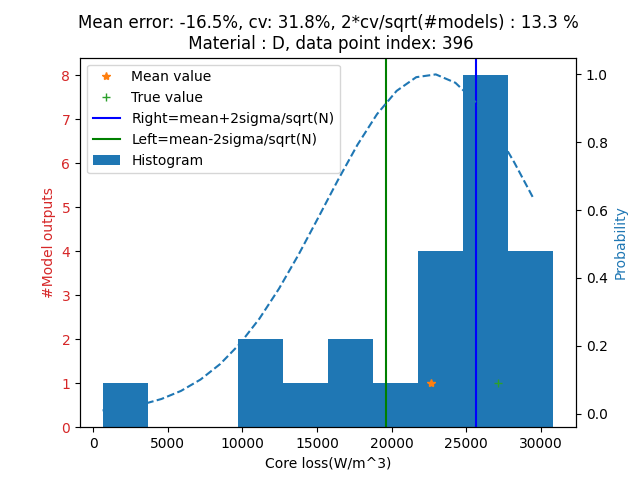 Mean error: -16.5%, cv: 31.8%, 2*cv/sqrt(#models) : 13.3 %
Material : D, data point index: 396
Mean value
True value
Right=mean+2sigma/sqrt(N)
Left=mean-2sigma/sqrt(N)
Histogram
8
7
6
5
4
3
2
1
0
#Model outputs
1.0
0.8
0.6
0.4
0.2
0.0
Probability
0 5000 10000 15000 20000 25000 30000
Core loss(W/m^3)